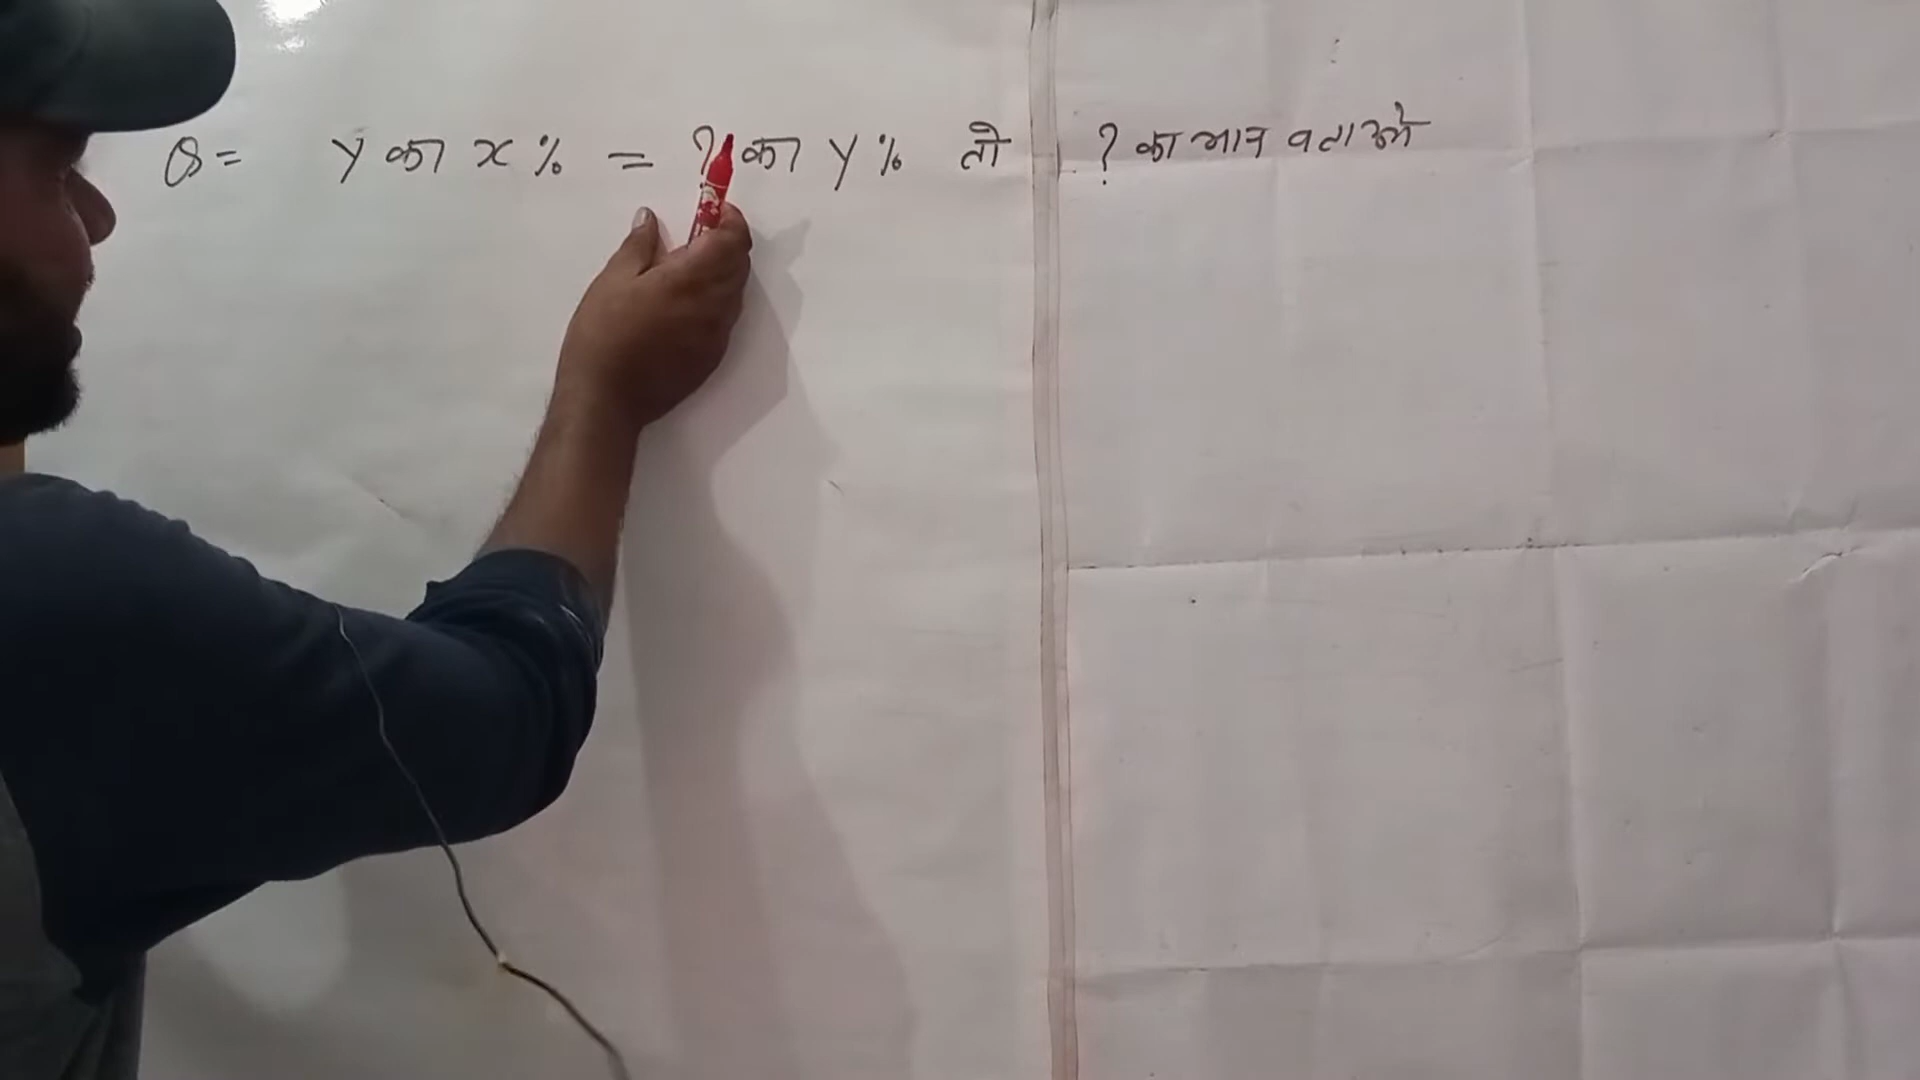 Q= y का x % = ? का y % तो ? का मान बताओ